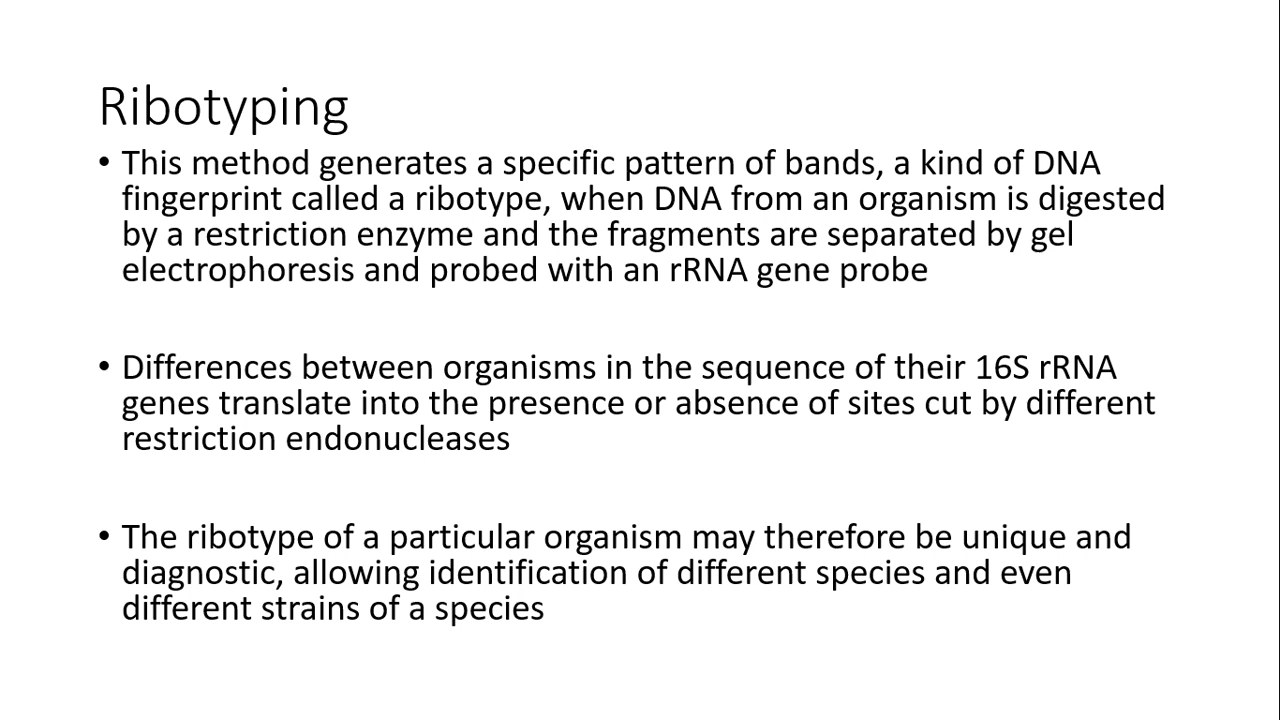 Ribotyping
• This method generates a specific pattern of bands, a kind of DNA
fingerprint called a ribotype, when DNA from an organism is digested
by a restriction enzyme and the fragments are separated by gel
electrophoresis and probed with an rRNA gene probe
• Differences between organisms in the sequence of their 16S rRNA
genes translate into the presence or absence of sites cut by different
restriction endonucleases
• The ribotype of a particular organism may therefore be unique and
diagnostic, allowing identification of different species and even
different strains of a species